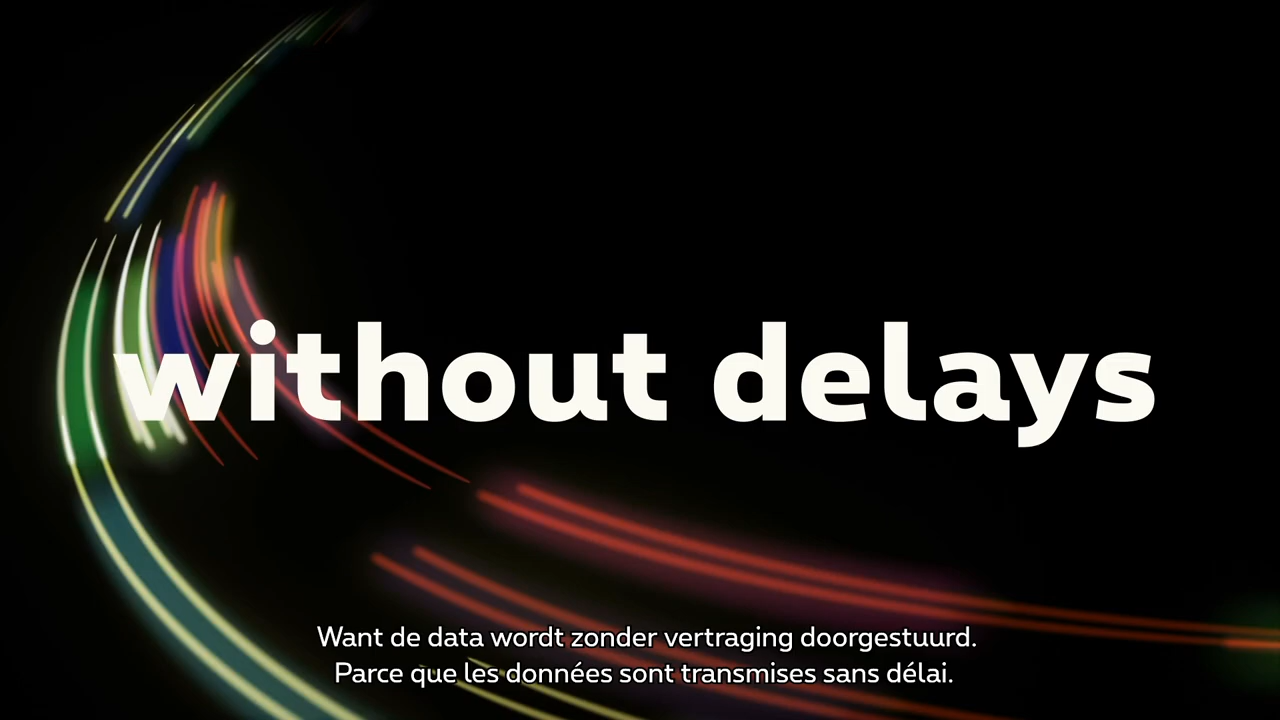 without delays
Want de data wordt zonder vertraging doorgestuurd.
Parce que les données sont transmises sans délai.